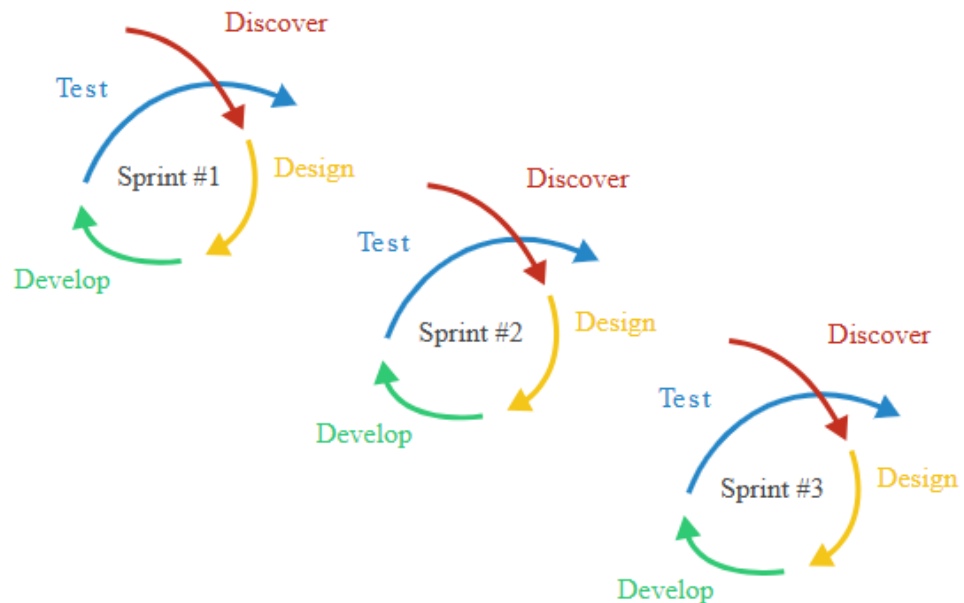 Discover
Test
Sprint #1
Design
Develop
Discover
Test
Sprint #2
Design
Develop
Discover
Test
Sprint #3
Design
Develop